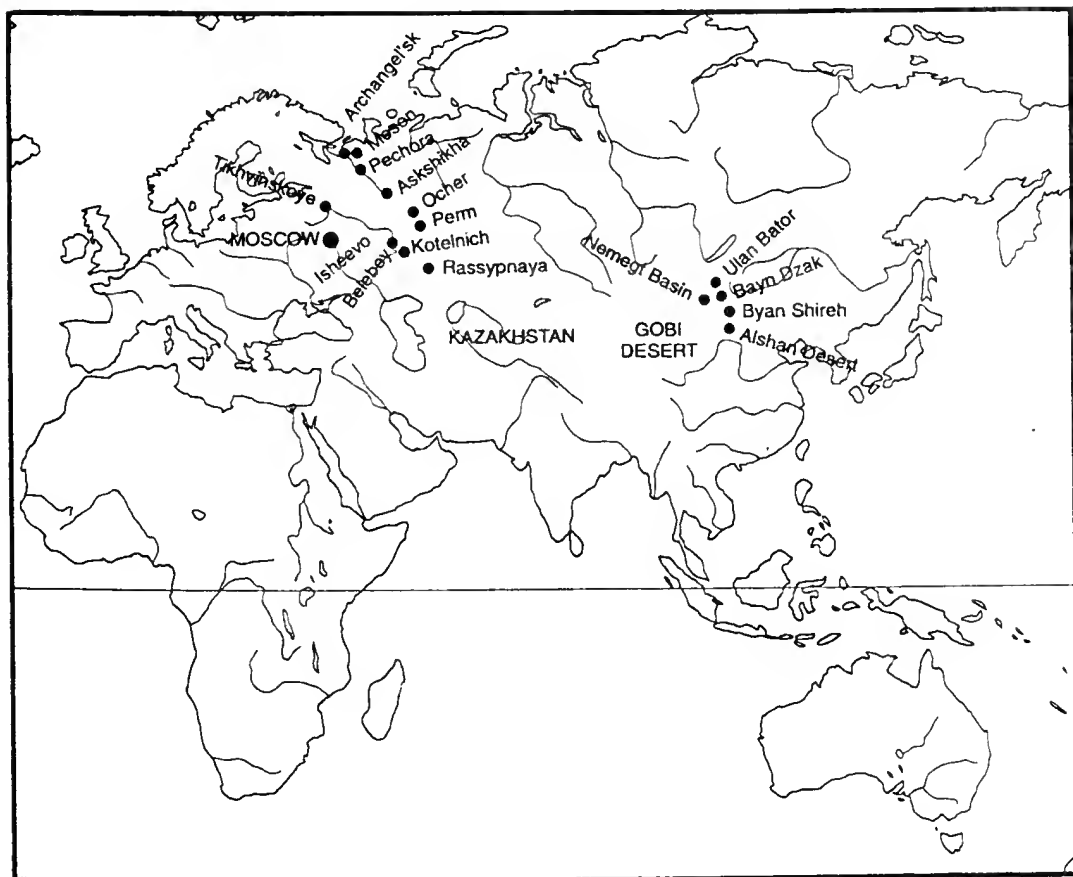 Archangel'sk
Mesen
Pechora
Askshikha
Tikhvinskoye
Ocher
Perm
MOSCOW
Isheevo
Belebey
Kotelnich
Rassypnaya
Nemegt Basin
Ulan Bator
Bayn Dzak
Byan Shireh
KAZAKHSTAN
GOBI
DESERT
Alshan Desert